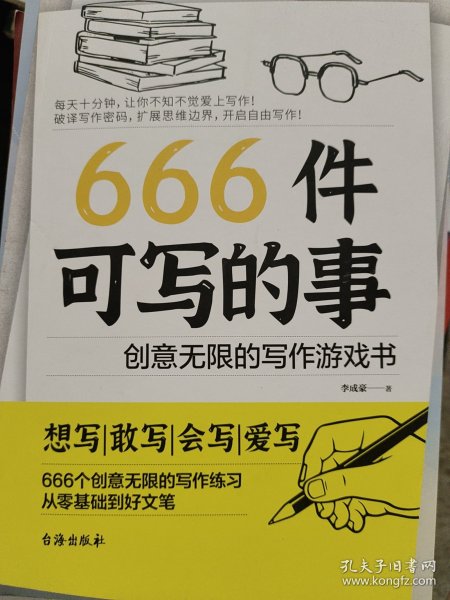 每天十分钟，让你不知不觉爱上写作！
破译写作密码，扩展思维边界，开启自由写作！
666件
可写的事
创意无限的写作游戏书
李成豪——著
想写|敢写|会写|爱写
666个创意无限的写作练习
从零基础到好文笔
台海出版社
孔夫子旧书网
www.kongfz.com